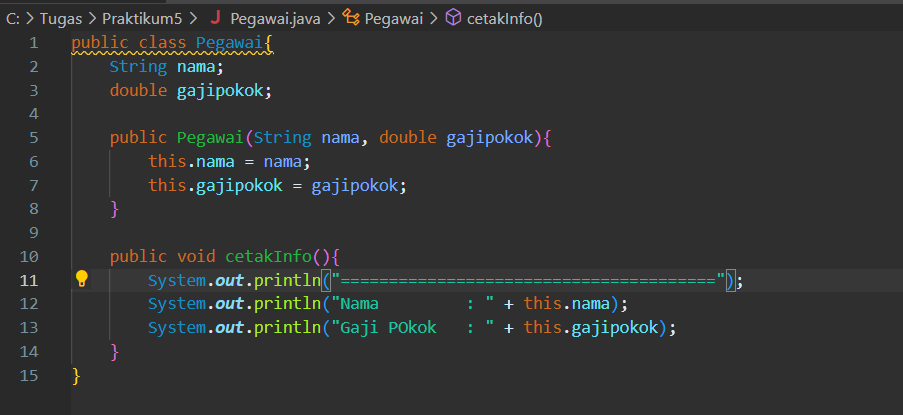 C: > Tugas > Praktikum5 > J Pegawai.java > Pegawai > cetakInfo()
1 public class Pegawai{
2     String nama;
3     double gajipokok;
4
5     public Pegawai(String nama, double gajipokok){
6         this.nama = nama;
7         this.gajipokok = gajipokok;
8     }
9
10     public void cetakInfo(){
11         System.out.println("=======================================");
12         System.out.println("Nama         : " + this.nama);
13         System.out.println("Gaji POkok   : " + this.gajipokok);
14     }
15 }